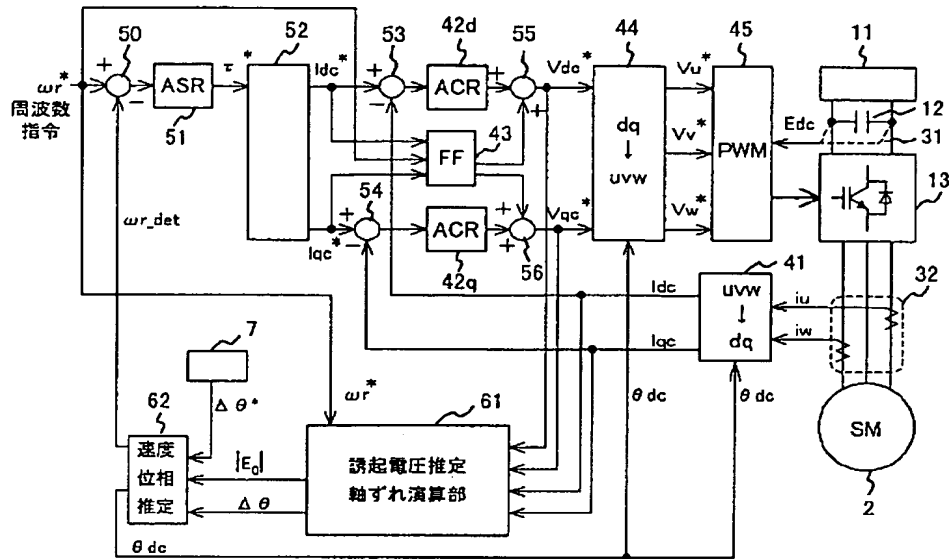 50
52
53
42d
55
44
45
11
ωr*
周波数
指令
+
−
ASR
51
τ*
Idc*
+
−
ACR
+
+
Vdc*
dq
↓
uvw
Vu*
Vv*
Vw*
PWM
Edc
12
31
13
FF
43
54
Iqc*
+
−
ACR
42q
+
+
56
Vqc*
ωr_det
41
uvw
↓
dq
Idc
Iqc
iu
iw
32
7
Δθ*
ωr*
61
θdc
θdc
SM
2
62
速度
位相
推定
|E₀|
Δθ
誘起電圧推定
軸ずれ演算部
θdc